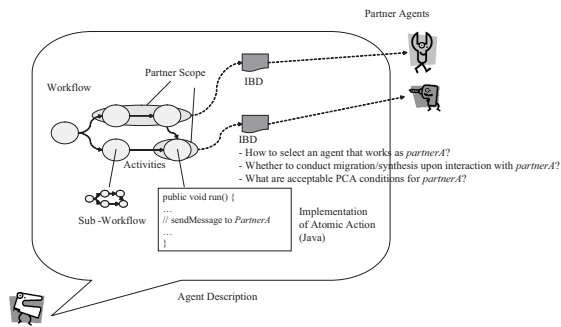 Partner Agents
Partner Scope
Workflow
IBD
IBD
- How to select an agent that works as partnerA?
- Whether to conduct migration/synthesis upon interaction with partnerA?
- What are acceptable PCA conditions for partnerA?
Activities
Sub -Workflow
public void run() {
…
// sendMessage to PartnerA
…
}
Implementation
of Atomic Action
(Java)
Agent Description